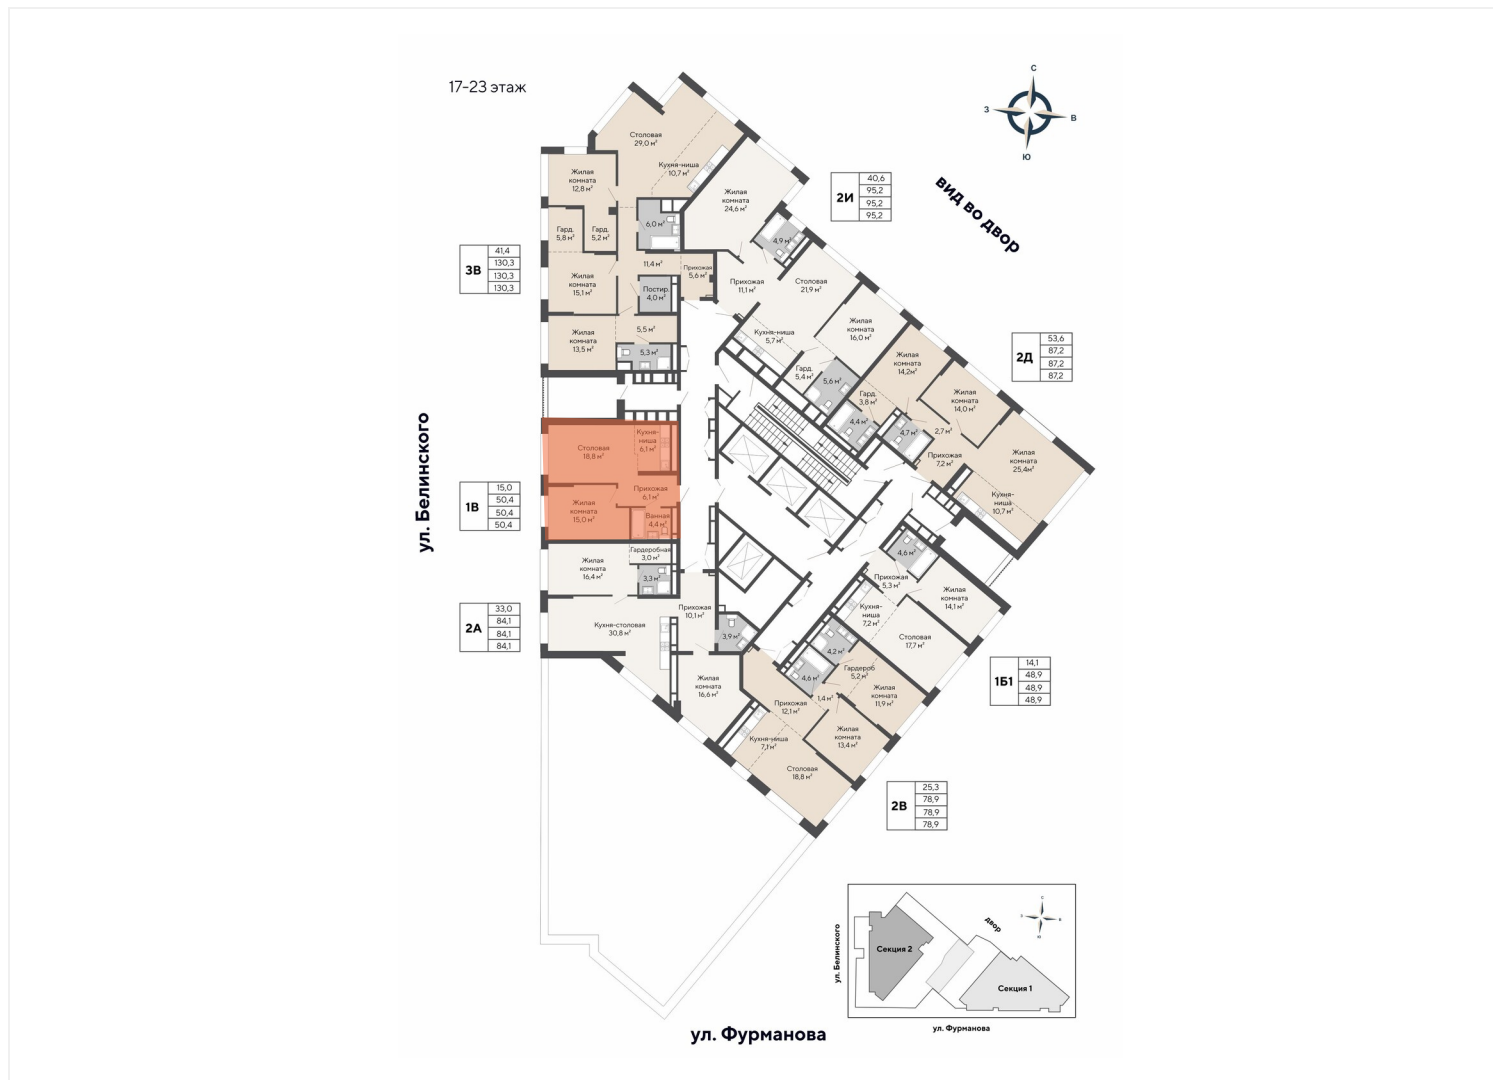 17-23 этаж
С
З
В
Ю
вид во двор
ул. Белинского
Столовая
29,0 м²
Кухня-ниша
10,7 м²
Жилая
комната
12,8 м²
Гард.
5,8 м²
Гард.
5,2 м²
6,0 м²
11,4 м²
Прихожая
5,6 м²
Жилая
комната
15,1 м²
Постир.
4,0 м²
Жилая
комната
13,5 м²
5,5 м²
5,3 м²
3В
41,4
130,3
130,3
130,3
Жилая
комната
24,6 м²
4,9 м²
Прихожая
11,1 м²
Столовая
21,9 м²
Кухня-ниша
5,7 м²
Жилая
комната
16,0 м²
Гард.
5,4 м²
5,6 м²
2И
40,6
95,2
95,2
95,2
Жилая
комната
14,2м²
Гард.
3,8 м²
4,4 м²
4,7 м²
2,7 м²
Жилая
комната
14,0 м²
Прихожая
7,2 м²
Жилая
комната
25,4м²
Кухня-
ниша
10,7 м²
2Д
53,6
87,2
87,2
87,2
Столовая
18,8 м²
Кухня-
ниша
6,1 м²
Прихожая
6,1 м²
Жилая
комната
15,0 м²
Ванная
4,4 м²
1В
15,0
50,4
50,4
50,4
Жилая
комната
16,4 м²
Гардеробная
3,0 м²
3,3 м²
Прихожая
10,1 м²
Кухня-столовая
30,8 м²
3,9 м²
Жилая
комната
16,6 м²
2А
33,0
84,1
84,1
84,1
4,6 м²
Прихожая
5,3 м²
Жилая
комната
14,1 м²
Кухня-
ниша
7,2 м²
Столовая
17,7 м²
1Б1
14,1
48,9
48,9
48,9
4,2 м²
4,6 м²
Гардероб
5,2 м²
1,4 м²
Жилая
комната
11,9 м²
Прихожая
12,1 м²
Жилая
комната
13,4 м²
Кухня-ниша
7,1 м²
Столовая
18,8 м²
2В
25,3
78,9
78,9
78,9
ул. Фурманова
ул. Белинского
Секция 2
двор
Секция 1
ул. Фурманова